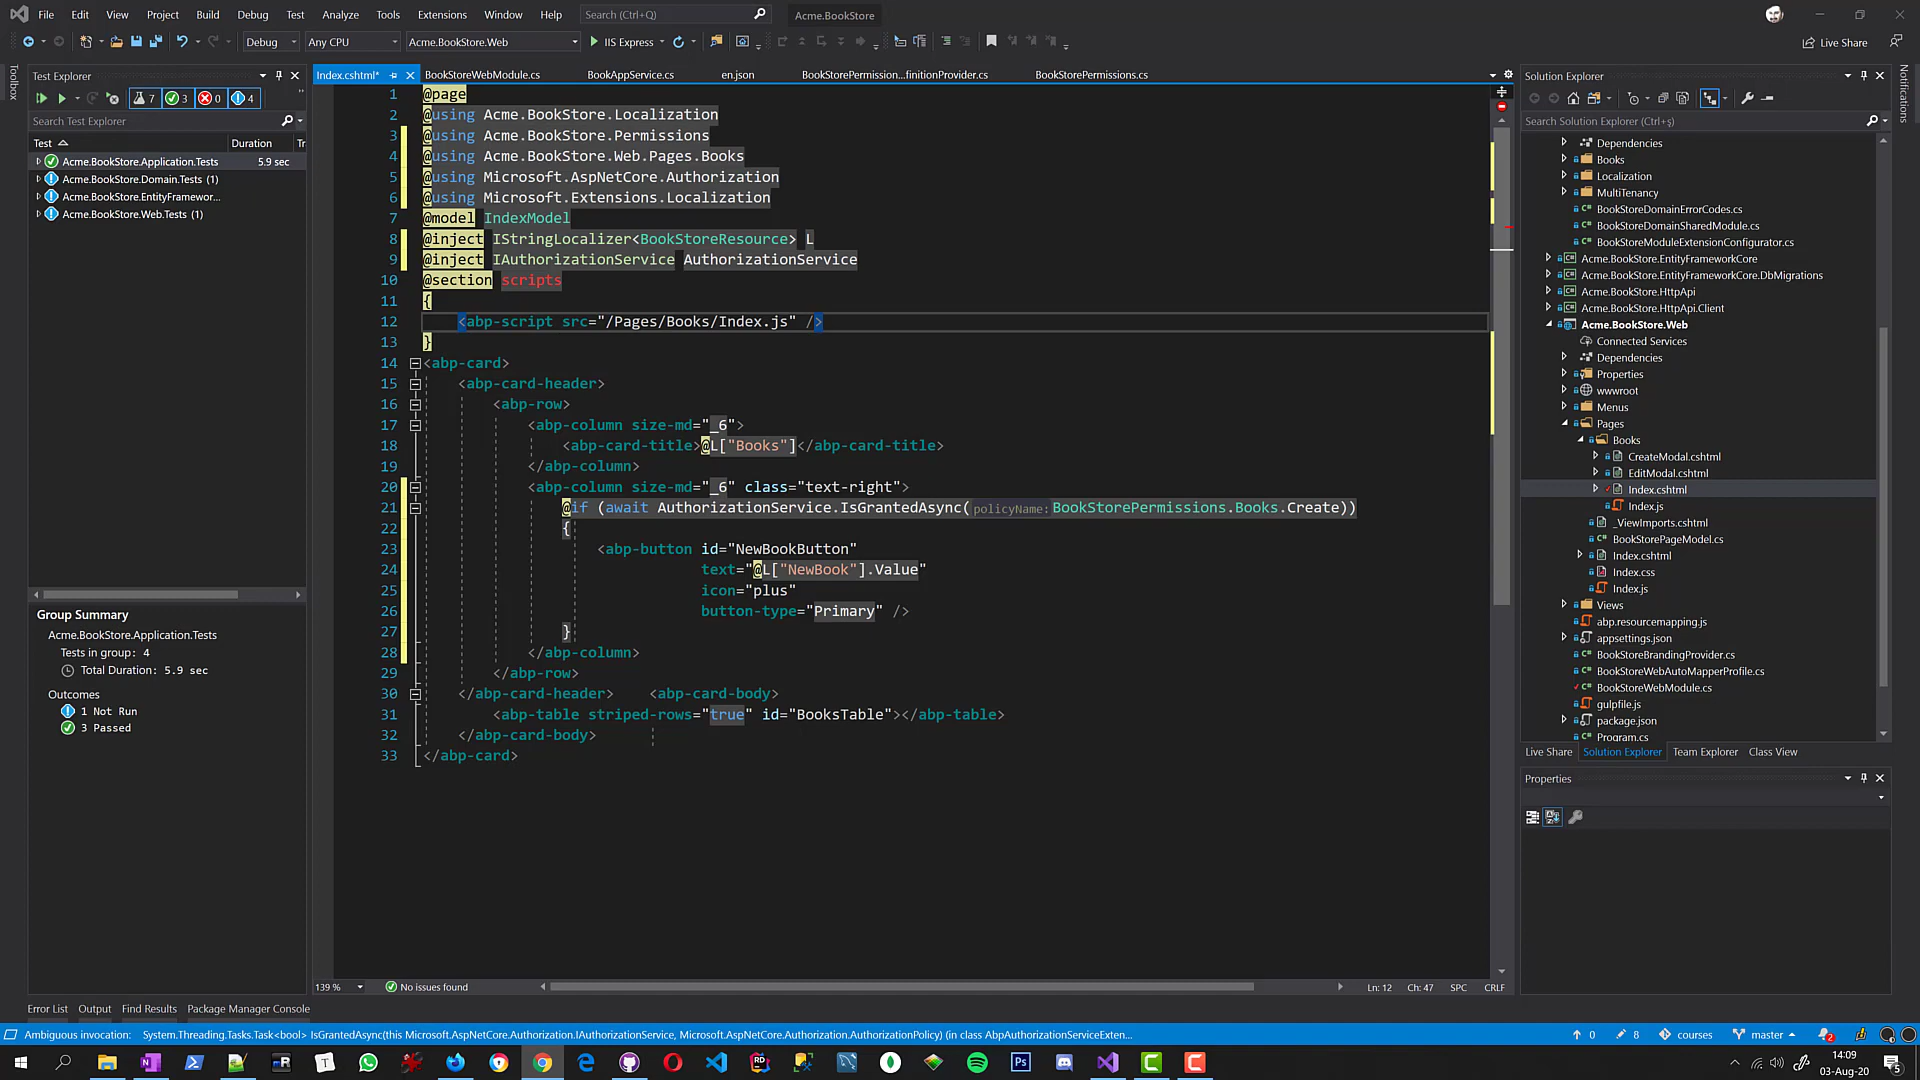 File Edit View Project Build Debug Test Analyze Tools Extensions Window Help Search (Ctrl+Q) Acme.BookStore
Debug Any CPU Acme.BookStore.Web IIS Express Live Share
Toolbox
Test Explorer
7 3 0 4
Search Test Explorer
Test Duration Tr
Acme.BookStore.Application.Tests 5.9 sec
Acme.BookStore.Domain.Tests (1)
Acme.BookStore.EntityFramewor...
Acme.BookStore.Web.Tests (1)
Group Summary
Acme.BookStore.Application.Tests
Tests in group: 4
Total Duration: 5.9 sec
Outcomes
1 Not Run
3 Passed
Index.cshtml* BookStoreWebModule.cs BookAppService.cs en.json BookStorePermission...finitionProvider.cs BookStorePermissions.cs
1 @page
2 @using Acme.BookStore.Localization
3 @using Acme.BookStore.Permissions
4 @using Acme.BookStore.Web.Pages.Books
5 @using Microsoft.AspNetCore.Authorization
6 @using Microsoft.Extensions.Localization
7 @model IndexModel
8 @inject IStringLocalizer<BookStoreResource> L
9 @inject IAuthorizationService AuthorizationService
10 @section scripts
11 {
12 <abp-script src="/Pages/Books/Index.js" />
13 }
14 <abp-card>
15 <abp-card-header>
16 <abp-row>
17 <abp-column size-md="_6">
18 <abp-card-title>@L["Books"]</abp-card-title>
19 </abp-column>
20 <abp-column size-md="_6" class="text-right">
21 @if (await AuthorizationService.IsGrantedAsync(policyName: BookStorePermissions.Books.Create))
22 {
23 <abp-button id="NewBookButton"
24 text="@L["NewBook"].Value"
25 icon="plus"
26 button-type="Primary" />
27 }
28 </abp-column>
29 </abp-row>
30 </abp-card-header> <abp-card-body>
31 <abp-table striped-rows="true" id="BooksTable"></abp-table>
32 </abp-card-body>
33 </abp-card>
139 % No issues found Ln: 12 Ch: 47 SPC CRLF
Solution Explorer
Search Solution Explorer (Ctrl+ş)
Dependencies
Books
Localization
MultiTenancy
BookStoreDomainErrorCodes.cs
BookStoreDomainSharedModule.cs
BookStoreModuleExtensionConfigurator.cs
Acme.BookStore.EntityFrameworkCore
Acme.BookStore.EntityFrameworkCore.DbMigrations
Acme.BookStore.HttpApi
Acme.BookStore.HttpApi.Client
Acme.BookStore.Web
Connected Services
Dependencies
Properties
wwwroot
Menus
Pages
Books
CreateModal.cshtml
EditModal.cshtml
Index.cshtml
Index.js
_ViewImports.cshtml
BookStorePageModel.cs
Index.cshtml
Index.css
Index.js
Views
abp.resourcemapping.js
appsettings.json
BookStoreBrandingProvider.cs
BookStoreWebAutoMapperProfile.cs
BookStoreWebModule.cs
gulpfile.js
package.json
Program.cs
Live Share Solution Explorer Team Explorer Class View
Properties
Notifications
Error List Output Find Results Package Manager Console
Ambiguous invocation: System.Threading.Tasks.Task<bool> IsGrantedAsync(this Microsoft.AspNetCore.Authorization.IAuthorizationService, Microsoft.AspNetCore.Authorization.AuthorizationPolicy) (in class AbpAuthorizationServiceExten... 0 8 courses master 2
14:09
03-Aug-20
5